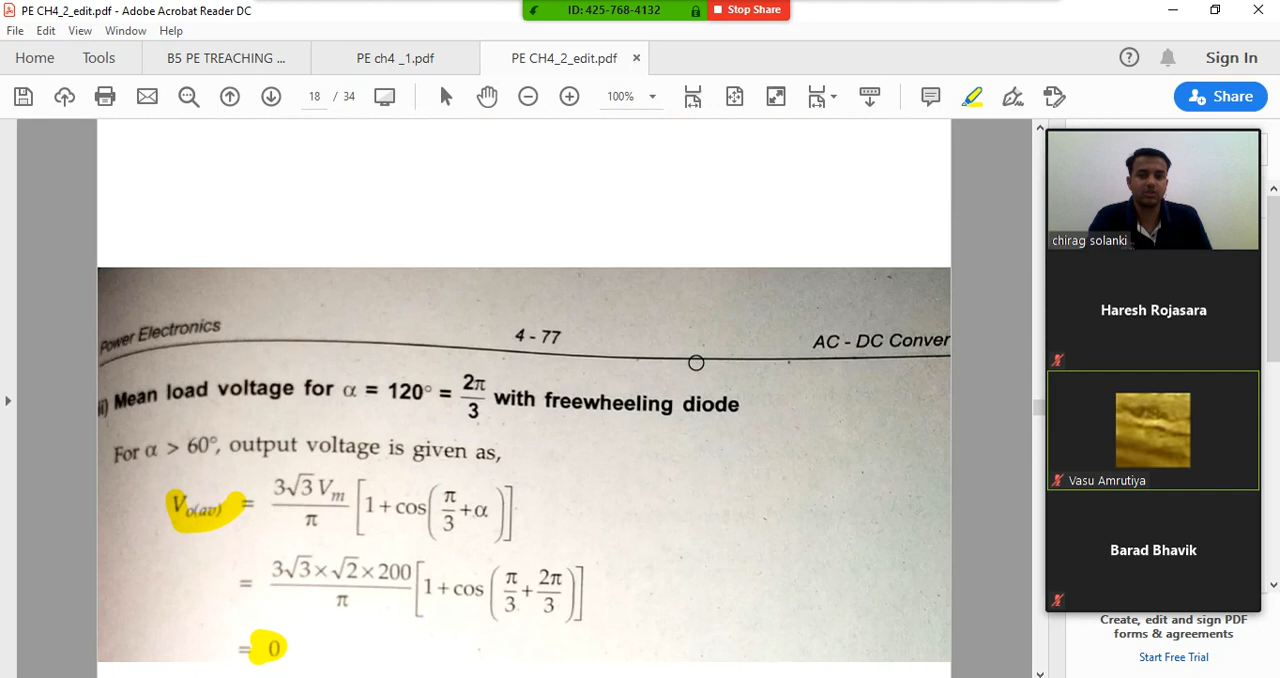 PE CH4_2_edit.pdf - Adobe Acrobat Reader DC
ID: 425-768-4132
Stop Share
File Edit View Window Help
Home Tools B5 PE TREACHING ... PE ch4 _1.pdf PE CH4_2_edit.pdf × Sign In
18 / 34 100% Share
chirag solanki
Haresh Rojasara
Vasu Amrutiya
Barad Bhavik
Power Electronics 4 - 77 AC - DC Conver
ii) Mean load voltage for α = 120° = 2π/3 with freewheeling diode
For α > 60°, output voltage is given as,
Vo(av) = 3√3 Vm/π [1 + cos(π/3 + α)]
= 3√3 × √2 × 200/π [1 + cos(π/3 + 2π/3)]
= 0
Create, edit and sign PDF
forms & agreements
Start Free Trial